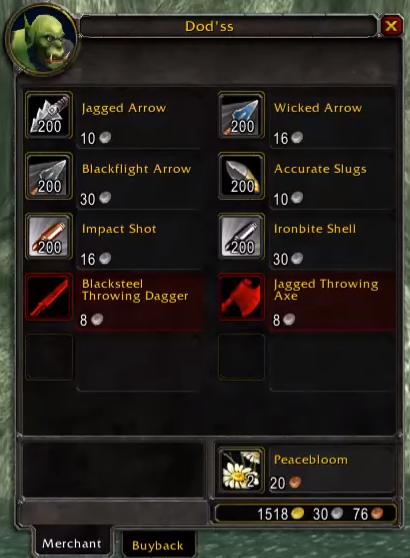 Dod'ss
Jagged Arrow
200
10
Wicked Arrow
200
16
Blackflight Arrow
200
30
Accurate Slugs
200
10
Impact Shot
200
16
Ironbite Shell
200
30
Blacksteel
Throwing Dagger
8
Jagged Throwing
Axe
8
Peacebloom
2
20
1518 30 76
Merchant
Buyback